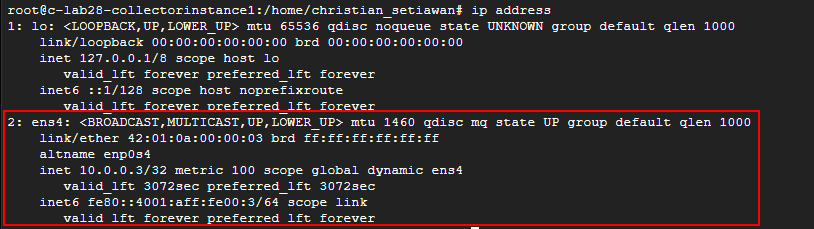 root@c-lab28-collectorinstance1:/home/christian_setiawan# ip address
1: lo: <LOOPBACK,UP,LOWER_UP> mtu 65536 qdisc noqueue state UNKNOWN group default qlen 1000
    link/loopback 00:00:00:00:00:00 brd 00:00:00:00:00:00
    inet 127.0.0.1/8 scope host lo
       valid_lft forever preferred_lft forever
    inet6 ::1/128 scope host noprefixroute
       valid_lft forever preferred_lft forever
2: ens4: <BROADCAST,MULTICAST,UP,LOWER_UP> mtu 1460 qdisc mq state UP group default qlen 1000
    link/ether 42:01:0a:00:00:03 brd ff:ff:ff:ff:ff:ff
    altname enp0s4
    inet 10.0.0.3/32 metric 100 scope global dynamic ens4
       valid_lft 3072sec preferred_lft 3072sec
    inet6 fe80::4001:aff:fe00:3/64 scope link
       valid_lft forever preferred_lft forever